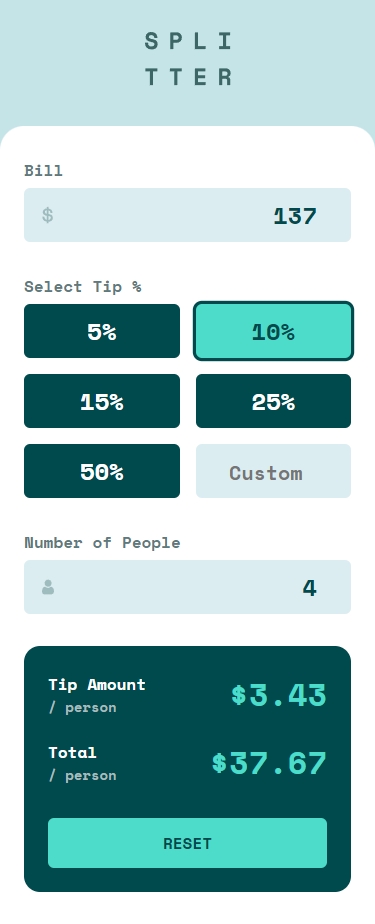 SPLI
TTER
Bill
$ 137
Select Tip %
5% 10%
15% 25%
50% Custom
Number of People
4
Tip Amount
/ person
$3.43
Total
/ person
$37.67
RESET